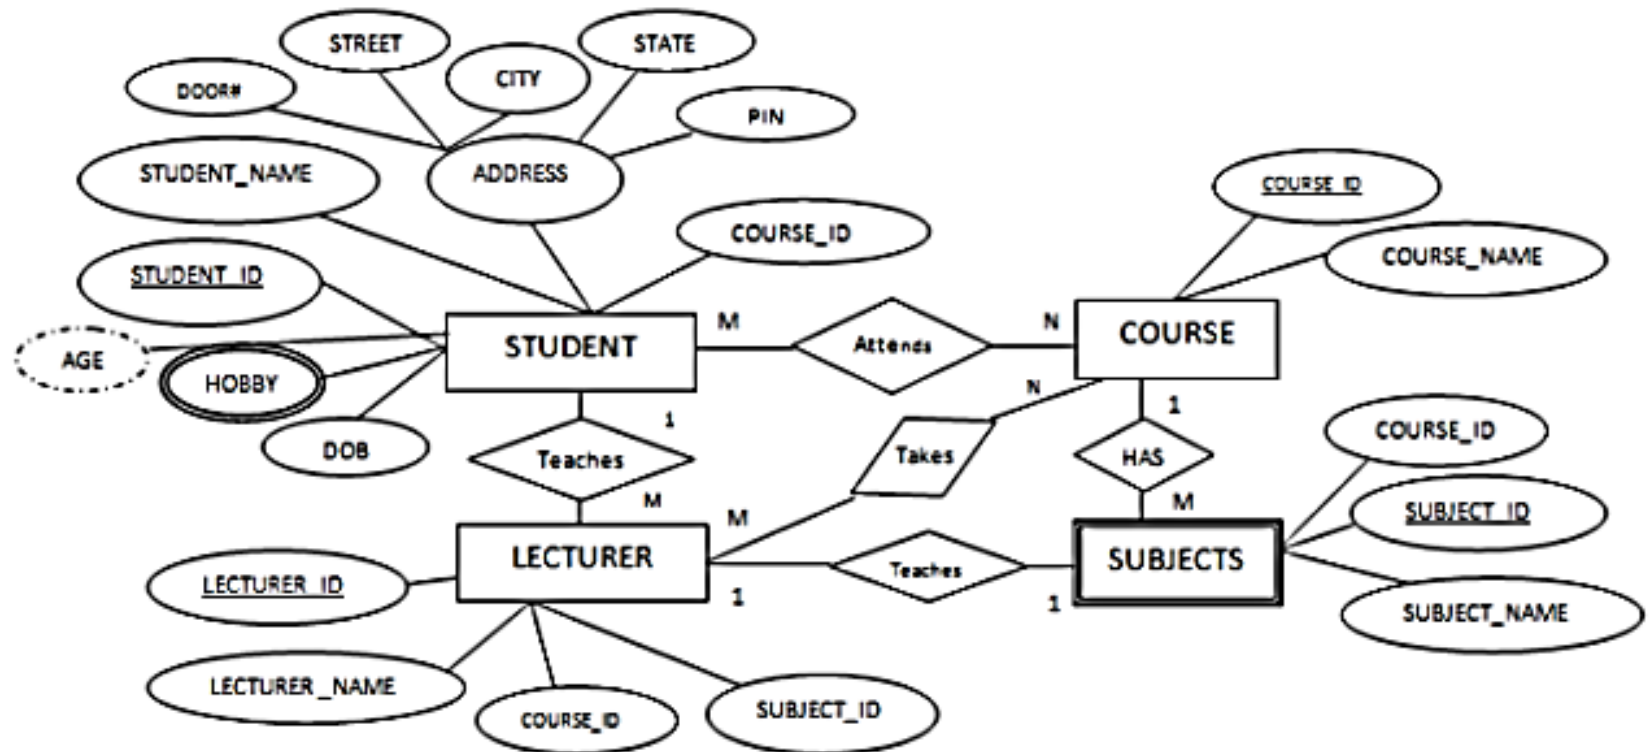 STREET
STATE
CITY
DOOR#
PIN
STUDENT_NAME
ADDRESS
COURSE_ID
COURSE_ID
COURSE_NAME
STUDENT_ID
AGE
HOBBY
DOB
STUDENT
M
Attends
N
COURSE
1
Teaches
M
N
Takes
M
1
HAS
M
COURSE_ID
SUBJECT_ID
SUBJECT_NAME
LECTURER
1
Teaches
1
SUBJECTS
LECTURER_ID
LECTURER_NAME
COURSE_ID
SUBJECT_ID